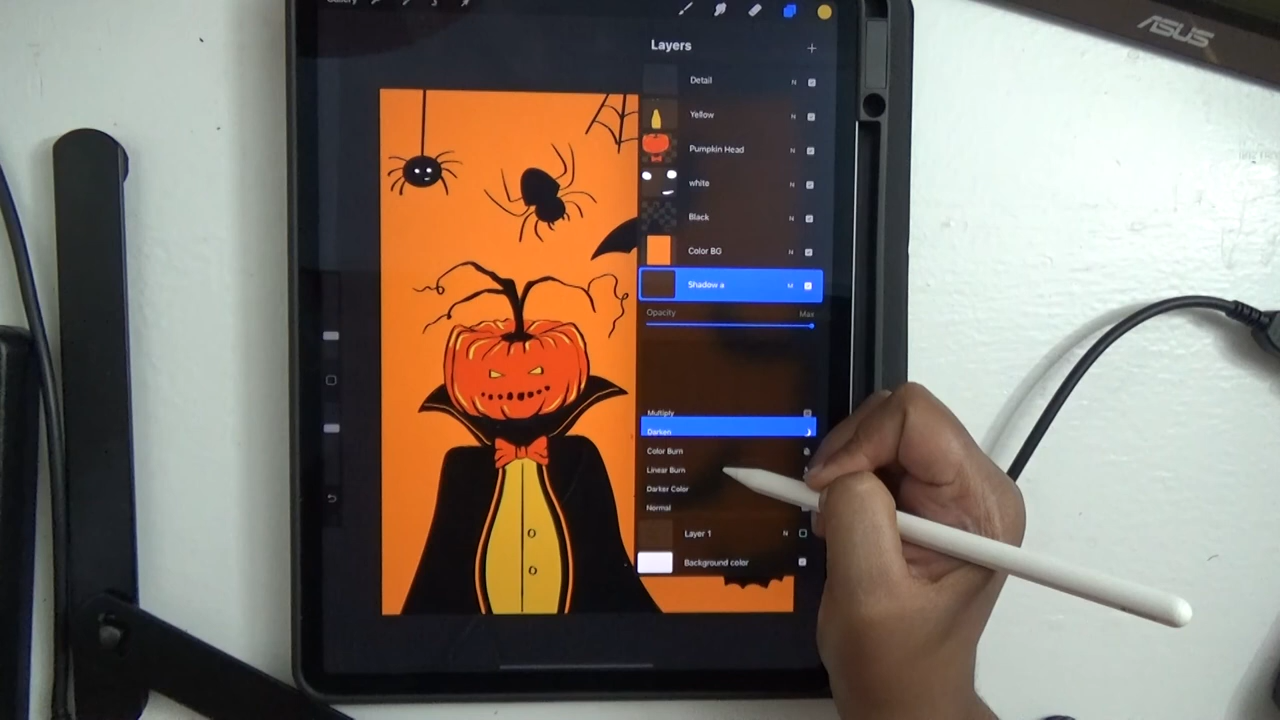 Gallery
ASUS
Layers
Detail N
Yellow N
Pumpkin Head N
white N
Black N
Color BG N
Shadow a M
Opacity Max
Multiply
Darken
Color Burn
Linear Burn
Darker Color
Normal
Layer 1 N
Background color